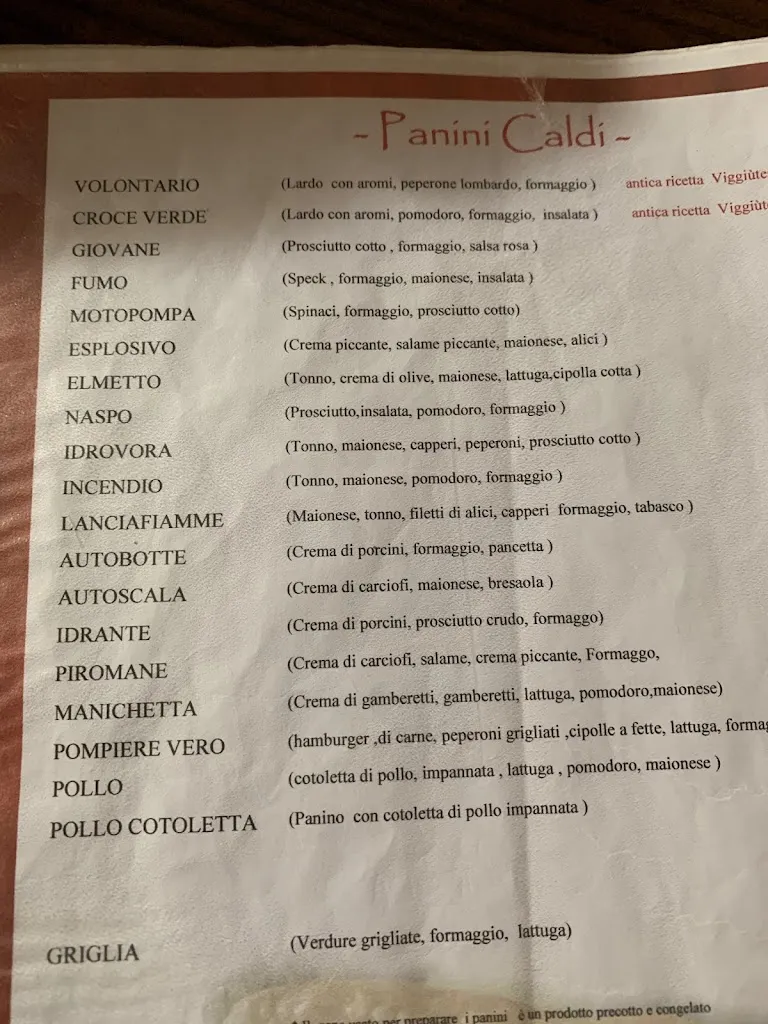 ~ Panini Caldi ~
VOLONTARIO (Lardo con aromi, peperone lombardo, formaggio ) antica ricetta Viggiùte
CROCE VERDE (Lardo con aromi, pomodoro, formaggio, insalata ) antica ricetta Viggiùt
GIOVANE (Prosciutto cotto , formaggio, salsa rosa )
FUMO (Speck , formaggio, maionese, insalata )
MOTOPOMPA (Spinaci, formaggio, prosciutto cotto)
ESPLOSIVO (Crema piccante, salame piccante, maionese, alici )
ELMETTO (Tonno, crema di olive, maionese, lattuga,cipolla cotta )
NASPO (Prosciutto,insalata, pomodoro, formaggio )
IDROVORA (Tonno, maionese, capperi, peperoni, prosciutto cotto )
INCENDIO (Tonno, maionese, pomodoro, formaggio )
LANCIAFIAMME (Maionese, tonno, filetti di alici, capperi formaggio, tabasco )
AUTOBOTTE (Crema di porcini, formaggio, pancetta )
AUTOSCALA (Crema di carciofi, maionese, bresaola )
IDRANTE (Crema di porcini, prosciutto crudo, formaggo)
PIROMANE (Crema di carciofi, salame, crema piccante, Formaggo,
MANICHETTA (Crema di gamberetti, gamberetti, lattuga, pomodoro,maionese)
POMPIERE VERO (hamburger ,di carne, peperoni grigliati ,cipolle a fette, lattuga, formag
POLLO (cotoletta di pollo, impannata , lattuga , pomodoro, maionese )
POLLO COTOLETTA (Panino con cotoletta di pollo impannata )
GRIGLIA (Verdure grigliate, formaggio, lattuga)
per preparare i panini è un prodotto precotto e congelato